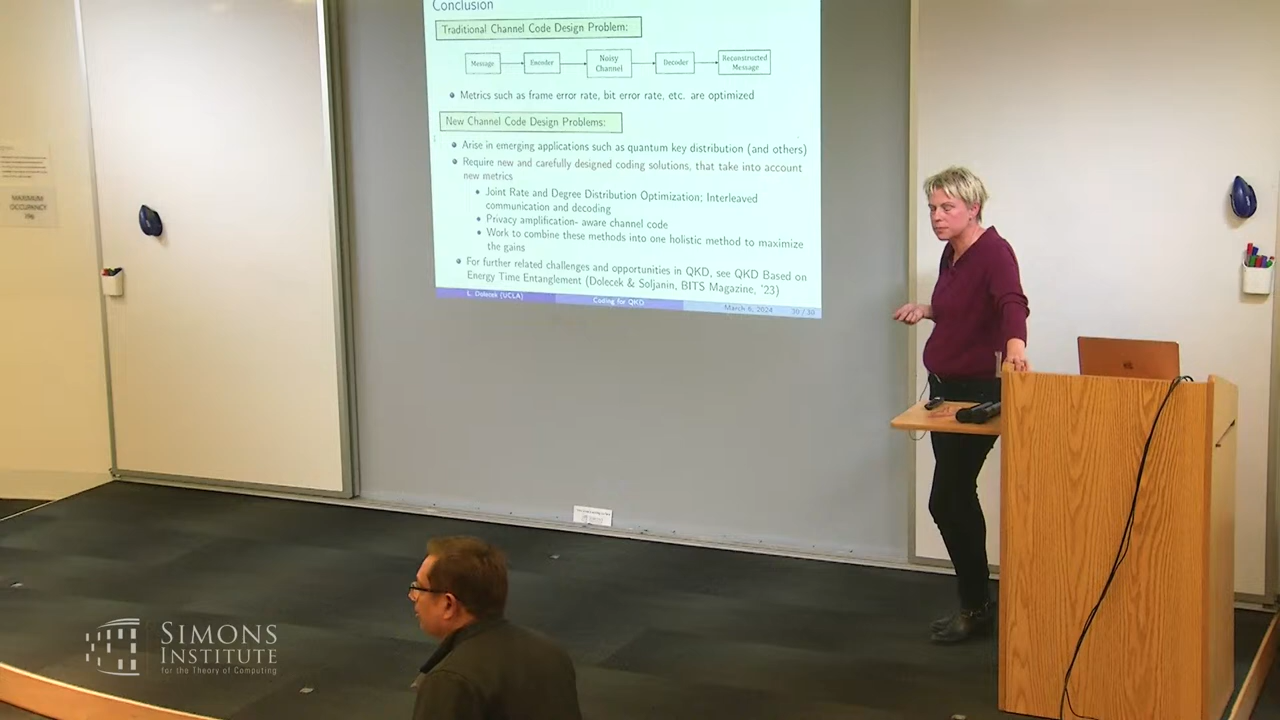 Conclusion
Traditional Channel Code Design Problem:
Message
Encoder
Noisy
Channel
Decoder
Reconstructed
Message
Metrics such as frame error rate, bit error rate, etc. are optimized
New Channel Code Design Problems:
Arise in emerging applications such as quantum key distribution (and others)
Require new and carefully designed coding solutions, that take into account
new metrics
Joint Rate and Degree Distribution Optimization; Interleaved
communication and decoding
Privacy amplification- aware channel code
Work to combine these methods into one holistic method to maximize
the gains
For further related challenges and opportunities in QKD, see QKD Based on
Energy Time Entanglement (Dolecek & Soljanin, BITS Magazine, '23)
L. Dolecek (UCLA)
Coding for QKD
March 6, 2024
30 / 30
MAXIMUM
OCCUPANCY
SIMONS
INSTITUTE
for the Theory of Computing